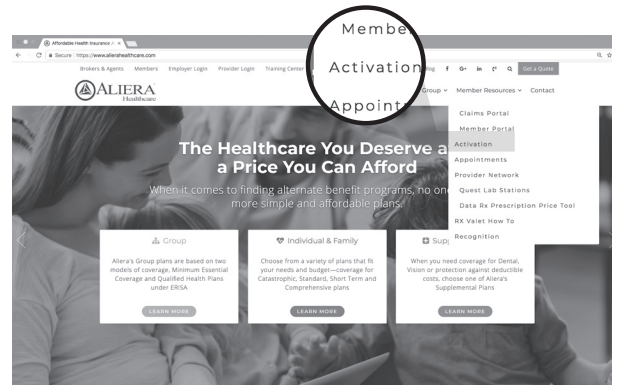 Affordable Health Insurance A
Secure https://www.alierahealthcare.com
Brokers & Agents Members Employer Login Provider Login Training Center Get a Quote
ALIERA
Healthcare
Group Member Resources Contact
Membe
Activation
Appoint
Claims Portal
Member Portal
Activation
Appointments
Provider Network
Quest Lab Stations
Data Rx Prescription Price Tool
RX Valet How To
Recognition
The Healthcare You Deserve a
a Price You Can Afford
When it comes to finding alternate benefit programs, no on
more simple and affordable plans.
Group
Aliera's Group plans are based on two
models of coverage, Minimum Essential
Coverage and Qualified Health Plans
under ERISA
LEARN MORE
Individual & Family
Choose from a variety of plans that fit
your needs and budget—coverage for
Catastrophic, Standard, Short Term and
Comprehensive plans
LEARN MORE
Sup
When you need coverage for Dental,
Vision or protection against deductible
costs, choose one of Aliera's
Supplemental Plans
LEARN MORE